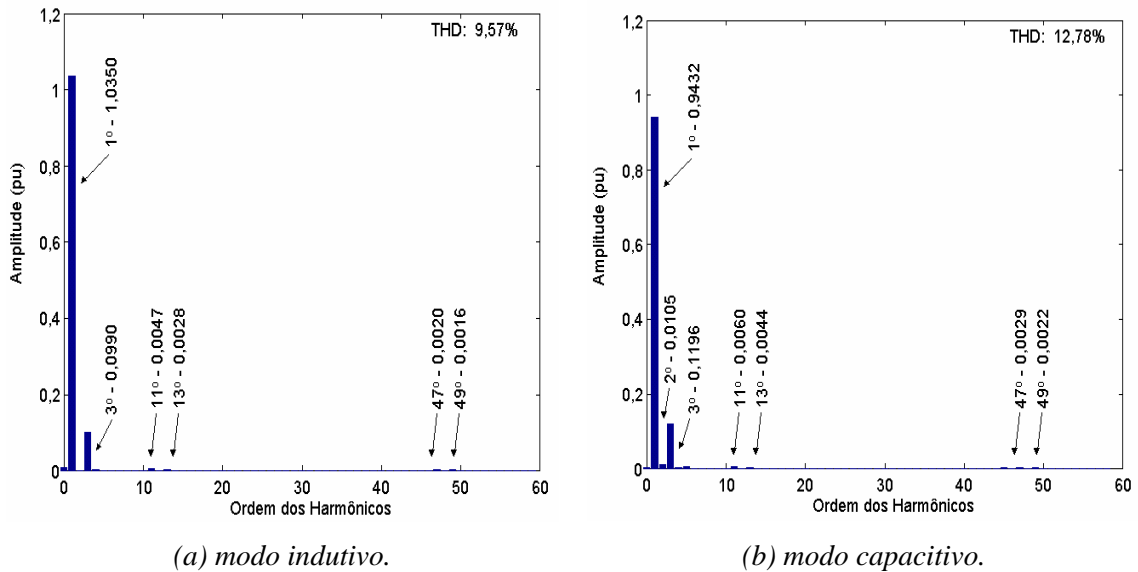 1,2
THD: 9,57%
1
0,8
0,6
0,4
0,2
0
Amplitude (pu)
1º - 1,0350
3º - 0,0990
11º - 0,0047
13º - 0,0028
47º - 0,0020
49º - 0,0016
0 10 20 30 40 50 60
Ordem dos Harmônicos
(a) modo indutivo.
1,2
THD: 12,78%
1
0,8
0,6
0,4
0,2
0
Amplitude (pu)
1º - 0,9432
2º - 0,0105
3º - 0,1196
11º - 0,0060
13º - 0,0044
47º - 0,0029
49º - 0,0022
0 10 20 30 40 50 60
Ordem dos Harmônicos
(b) modo capacitivo.